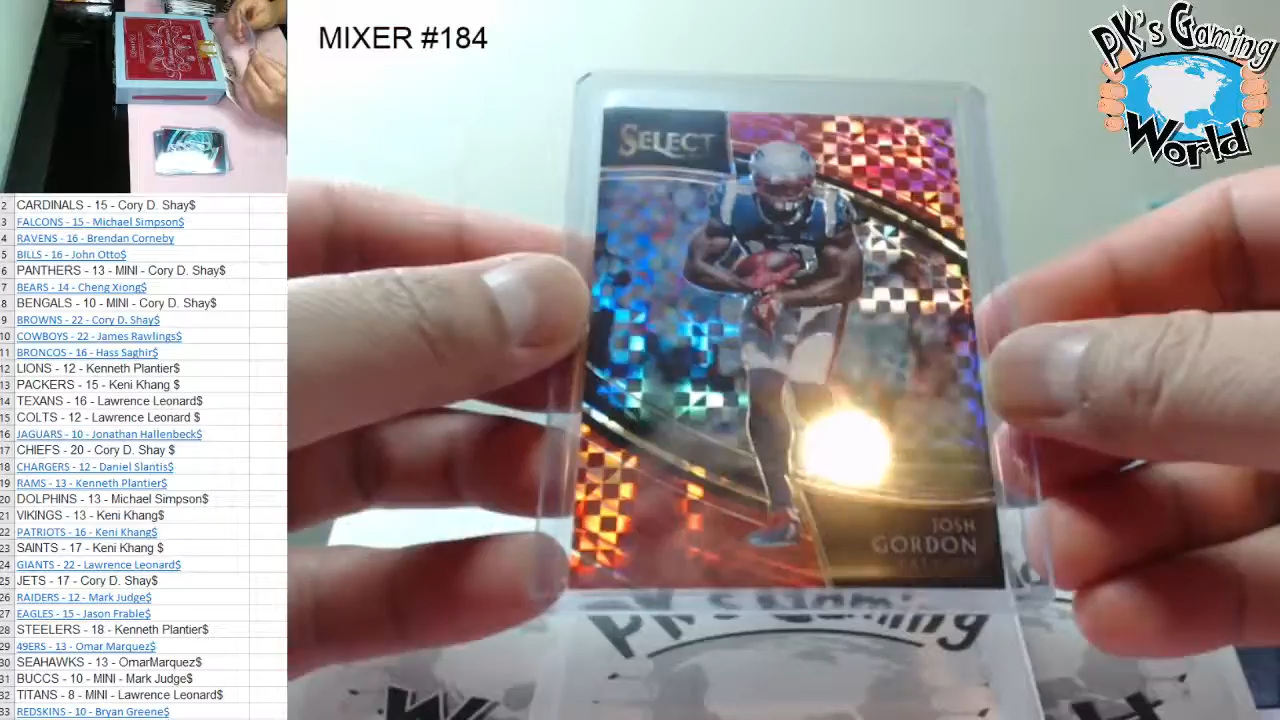 MIXER #184
PK's Gaming
World
SELECT
JOSH
GORDON
PK's Gaming
2 CARDINALS - 15 - Cory D. Shay$
3 FALCONS - 15 - Michael Simpson$
4 RAVENS - 16 - Brendan Corneby
5 BILLS - 16 - John Otto$
6 PANTHERS - 13 - MINI - Cory D. Shay$
7 BEARS - 14 - Cheng Xiong$
8 BENGALS - 10 - MINI - Cory D. Shay$
9 BROWNS - 22 - Cory D. Shay$
10 COWBOYS - 22 - James Rawlings$
11 BRONCOS - 16 - Hass Saghir$
12 LIONS - 12 - Kenneth Plantier$
13 PACKERS - 15 - Keni Khang $
14 TEXANS - 16 - Lawrence Leonard$
15 COLTS - 12 - Lawrence Leonard $
16 JAGUARS - 10 - Jonathan Hallenbeck$
17 CHIEFS - 20 - Cory D. Shay $
18 CHARGERS - 12 - Daniel Slantis$
19 RAMS - 13 - Kenneth Plantier$
20 DOLPHINS - 13 - Michael Simpson$
21 VIKINGS - 13 - Keni Khang$
22 PATRIOTS - 16 - Keni Khang$
23 SAINTS - 17 - Keni Khang $
24 GIANTS - 22 - Lawrence Leonard$
25 JETS - 17 - Cory D. Shay$
26 RAIDERS - 12 - Mark Judge$
27 EAGLES - 15 - Jason Frable$
28 STEELERS - 18 - Kenneth Plantier$
29 49ERS - 13 - Omar Marquez$
30 SEAHAWKS - 13 - OmarMarquez$
31 BUCCS - 10 - MINI - Mark Judge$
32 TITANS - 8 - MINI - Lawrence Leonard$
33 REDSKINS - 10 - Bryan Greene$